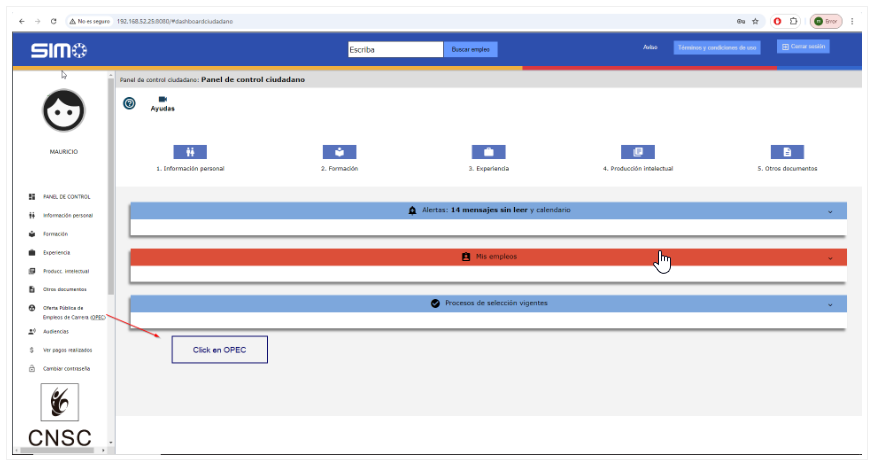 No es seguro
192.168.52.25:8080/#dashboardciudadano
Error
SIMO
Escriba
Buscar empleo
Aviso
Términos y condiciones de uso
Cerrar sesión
Panel de control ciudadano: Panel de control ciudadano
Ayudas
MAURICIO
1. Información personal
2. Formación
3. Experiencia
4. Producción intelectual
5. Otros documentos
PANEL DE CONTROL
Información personal
Formación
Experiencia
Producc. intelectual
Otros documentos
Oferta Pública de
Empleos de Carrera (OPEC)
Audiencias
Ver pagos realizados
Cambiar contraseña
CNSC
Alertas: 14 mensajes sin leer y calendario
Mis empleos
Procesos de selección vigentes
Click en OPEC